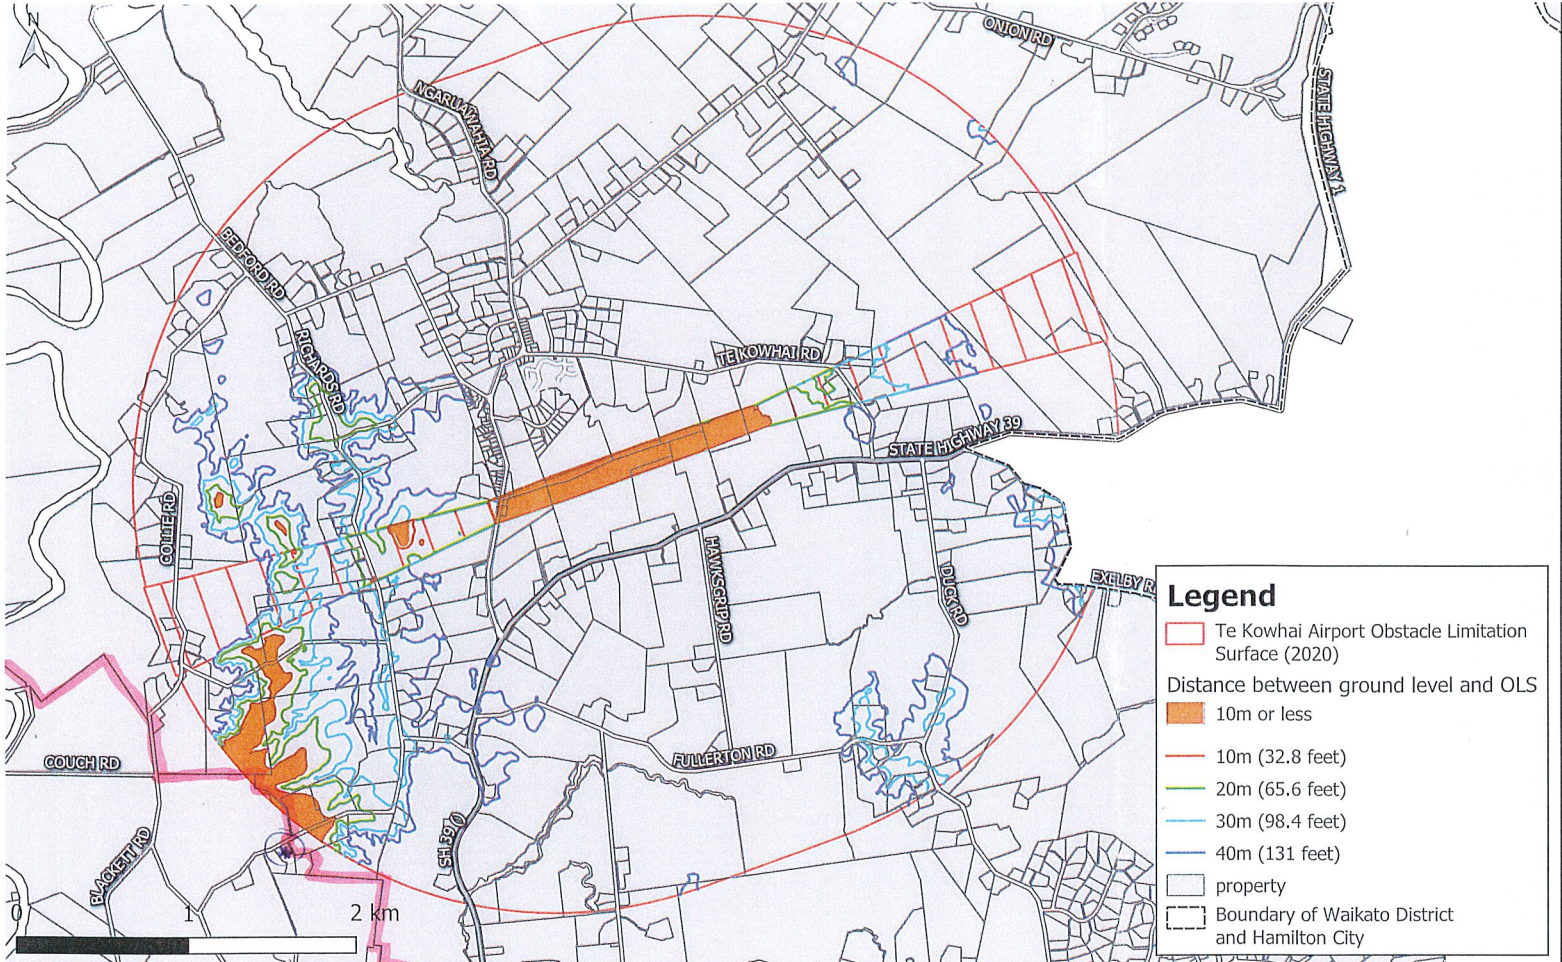 N
ONION RD
STATE HIGHWAY 1
NGARUAWAHIA RD
BEDFORD RD
RICHARDS RD
TE KOWHAI RD
STATE HIGHWAY 39
COLLIE RD
HAWKSGRIP RD
DUCK RD
EXELBY R
FULLERTON RD
COUCH RD
SH 39()
BLACKETT RD
0 1 2 km
Legend
Te Kowhai Airport Obstacle Limitation
Surface (2020)
Distance between ground level and OLS
10m or less
10m (32.8 feet)
20m (65.6 feet)
30m (98.4 feet)
40m (131 feet)
property
Boundary of Waikato District
and Hamilton City